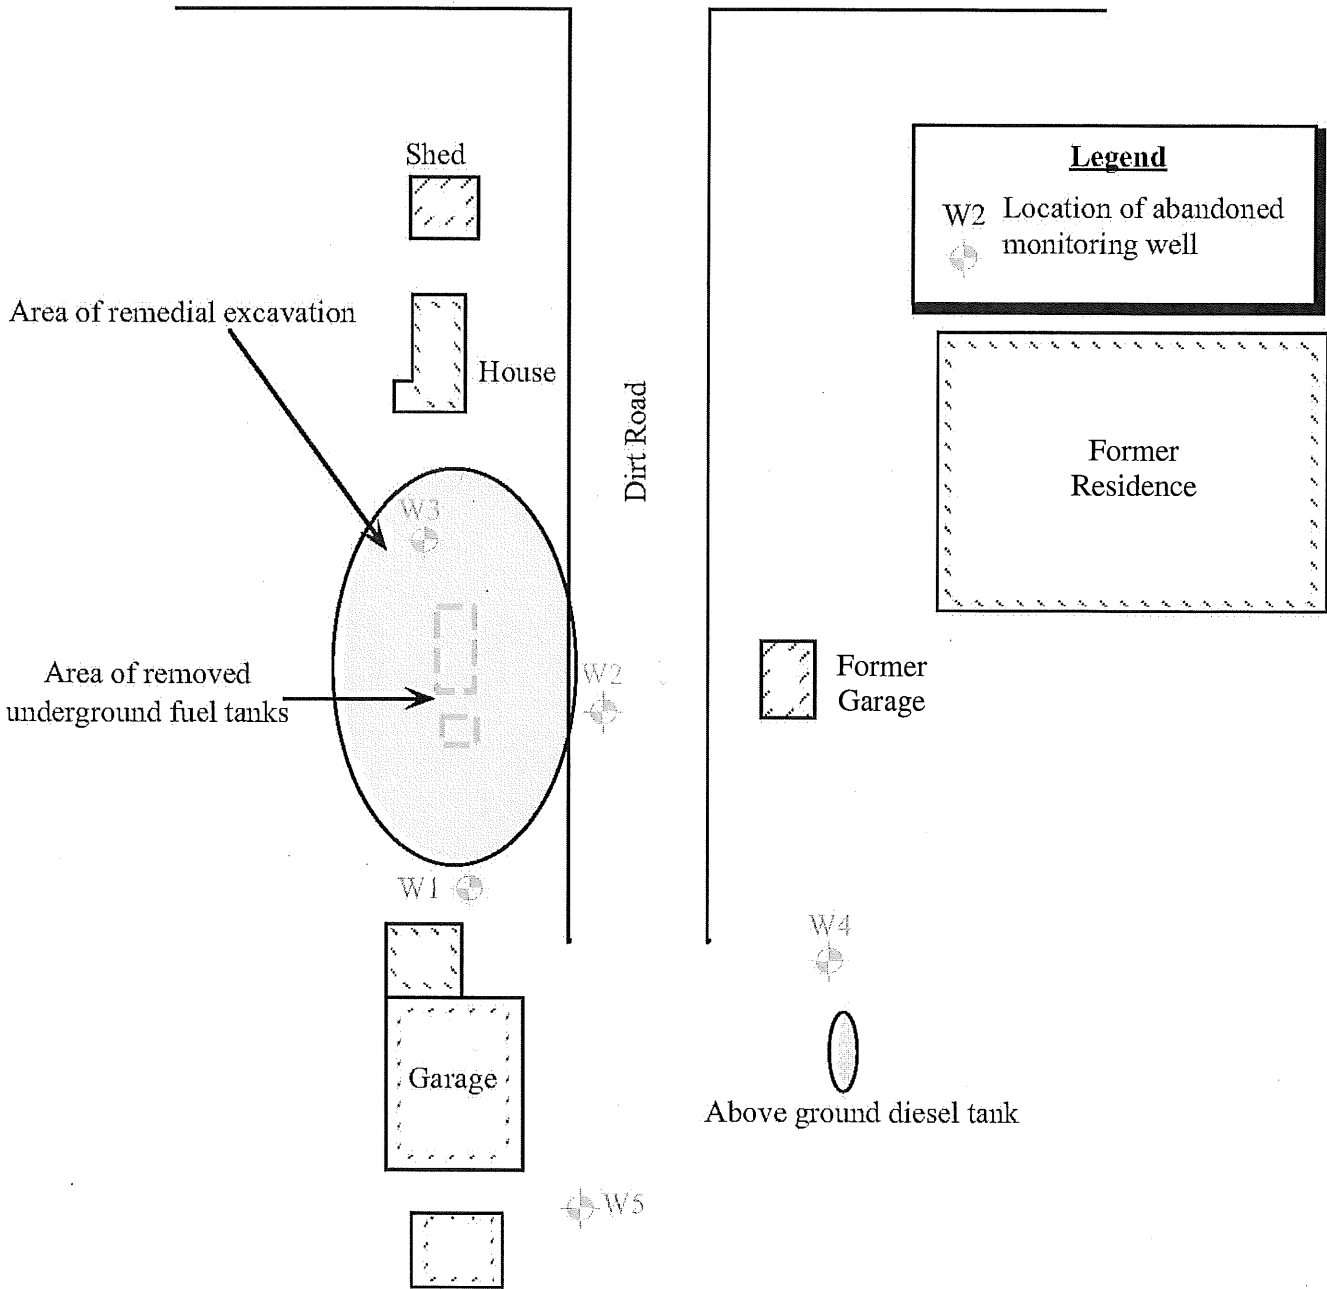 Shed
Legend
W2 Location of abandoned
monitoring well
Area of remedial excavation
House
Dirt Road
Former
Residence
W3
Area of removed
underground fuel tanks
W2
Former
Garage
W1
W4
Garage
Above ground diesel tank
W5